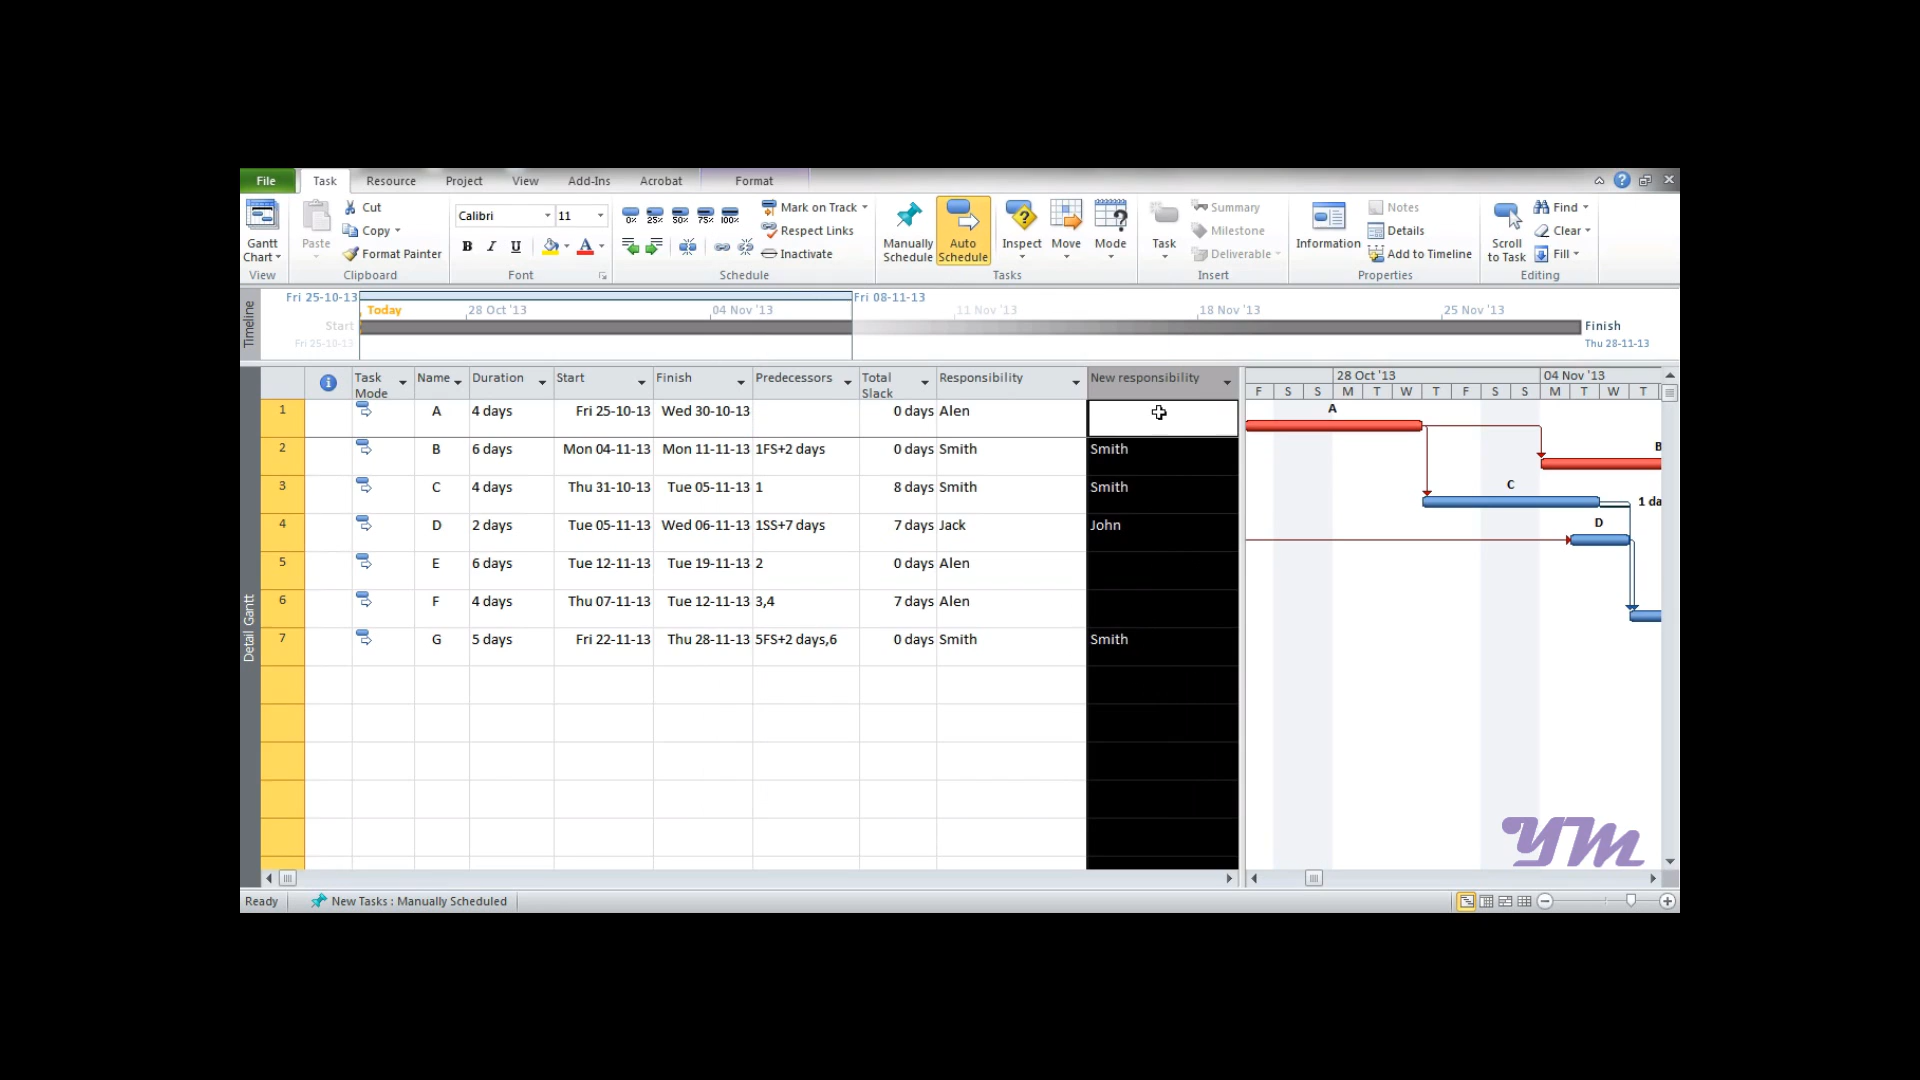 File Task Resource Project View Add-Ins Acrobat Format
Gantt Chart
View
Paste
Cut
Copy
Format Painter
Clipboard
Calibri 11
B I U A
Font
0% 25% 50% 75% 100%
Mark on Track
Respect Links
Inactivate
Schedule
Manually Schedule
Auto Schedule
Inspect
Move
Mode
Tasks
Task
Summary
Milestone
Deliverable
Insert
Information
Notes
Details
Add to Timeline
Properties
Scroll to Task
Find
Clear
Fill
Editing
Timeline
Fri 25-10-13 Fri 08-11-13
Today 28 Oct '13 04 Nov '13 11 Nov '13 18 Nov '13 25 Nov '13
Start Finish
Fri 25-10-13 Thu 28-11-13
Detail Gantt
Task Mode Name Duration Start Finish Predecessors Total Slack Responsibility New responsibility
1 A 4 days Fri 25-10-13 Wed 30-10-13 0 days Alen
2 B 6 days Mon 04-11-13 Mon 11-11-13 1FS+2 days 0 days Smith Smith
3 C 4 days Thu 31-10-13 Tue 05-11-13 1 8 days Smith Smith
4 D 2 days Tue 05-11-13 Wed 06-11-13 1SS+7 days 7 days Jack John
5 E 6 days Tue 12-11-13 Tue 19-11-13 2 0 days Alen
6 F 4 days Thu 07-11-13 Tue 12-11-13 3,4 7 days Alen
7 G 5 days Fri 22-11-13 Thu 28-11-13 5FS+2 days,6 0 days Smith Smith
28 Oct '13 04 Nov '13
F S S M T W T F S S M T W T
A
B
C
1 da
D
YM
Ready New Tasks : Manually Scheduled